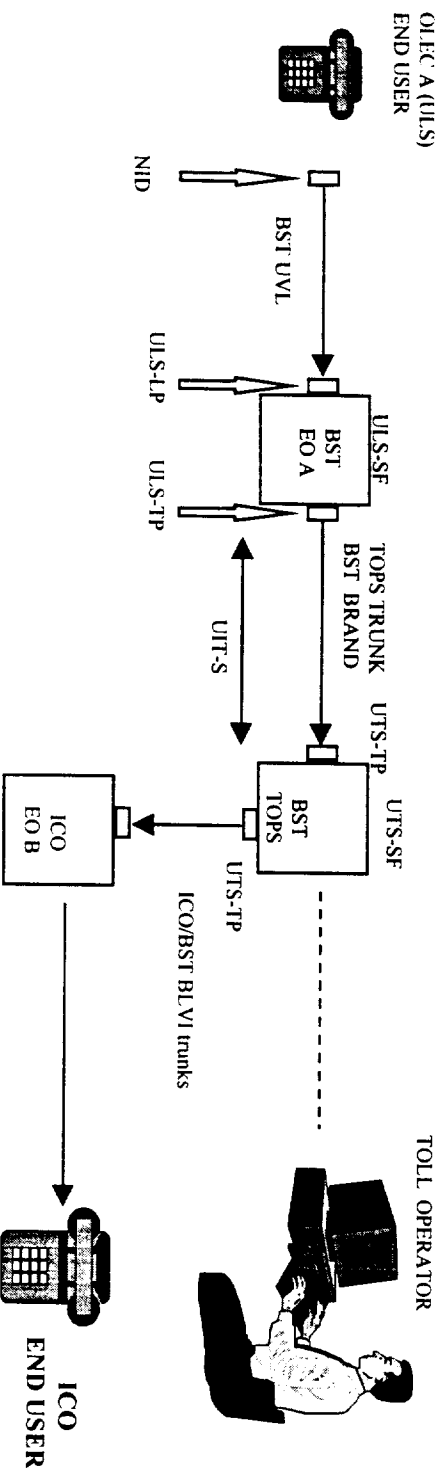 OLEC A (ULS)
END USER
NID
BST UVL
ULS-LP
ULS-SF
BST
EO A
ULS-TP
TOPS TRUNK
BST BRAND
UIT-S
UTS-TP
UTS-SF
BST
TOPS
UTS-TP
ICO/BST BLVI trunks
ICO
EO B
TOLL OPERATOR
ICO
END USER